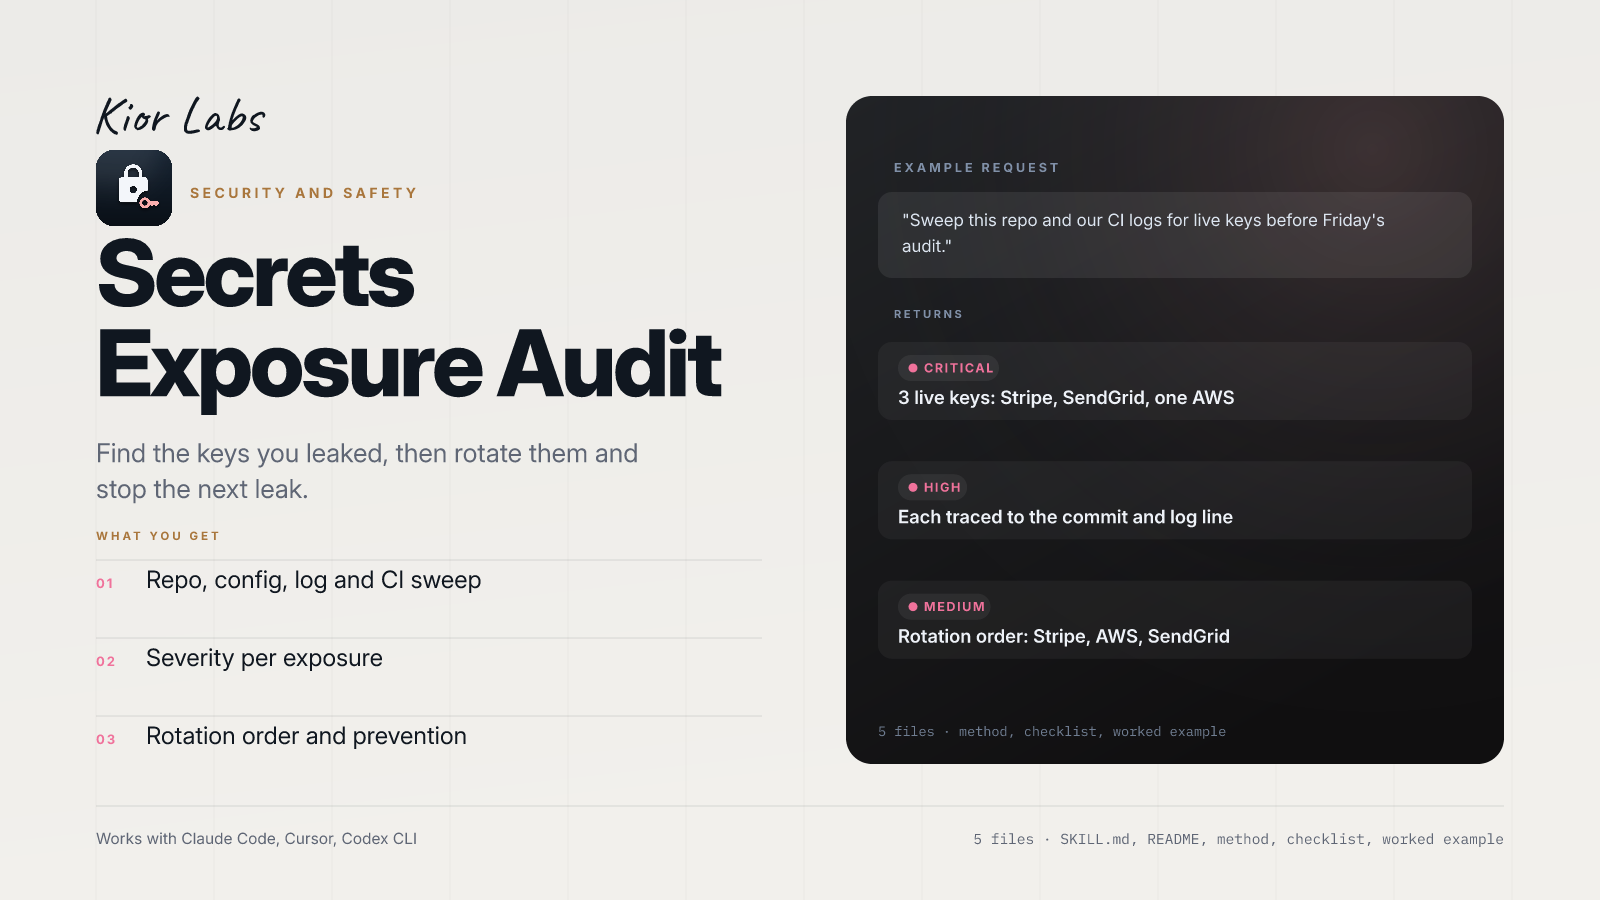 Kior Labs
SECURITY AND SAFETY
Secrets
Exposure Audit
Find the keys you leaked, then rotate them and
stop the next leak.
WHAT YOU GET
01 Repo, config, log and CI sweep
02 Severity per exposure
03 Rotation order and prevention
EXAMPLE REQUEST
"Sweep this repo and our CI logs for live keys before Friday's
audit."
RETURNS
CRITICAL
3 live keys: Stripe, SendGrid, one AWS
HIGH
Each traced to the commit and log line
MEDIUM
Rotation order: Stripe, AWS, SendGrid
5 files · method, checklist, worked example
Works with Claude Code, Cursor, Codex CLI
5 files · SKILL.md, README, method, checklist, worked example